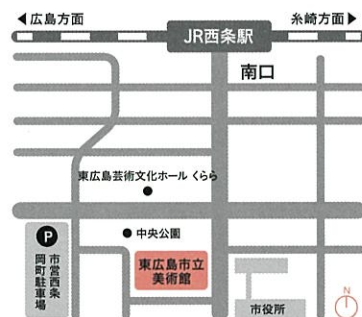 ◀広島方面
糸崎方面▶
JR西条駅
南口
東広島芸術文化ホール くらら
P
市営西条
岡町駐車場
中央公園
東広島市立
美術館
市役所
N